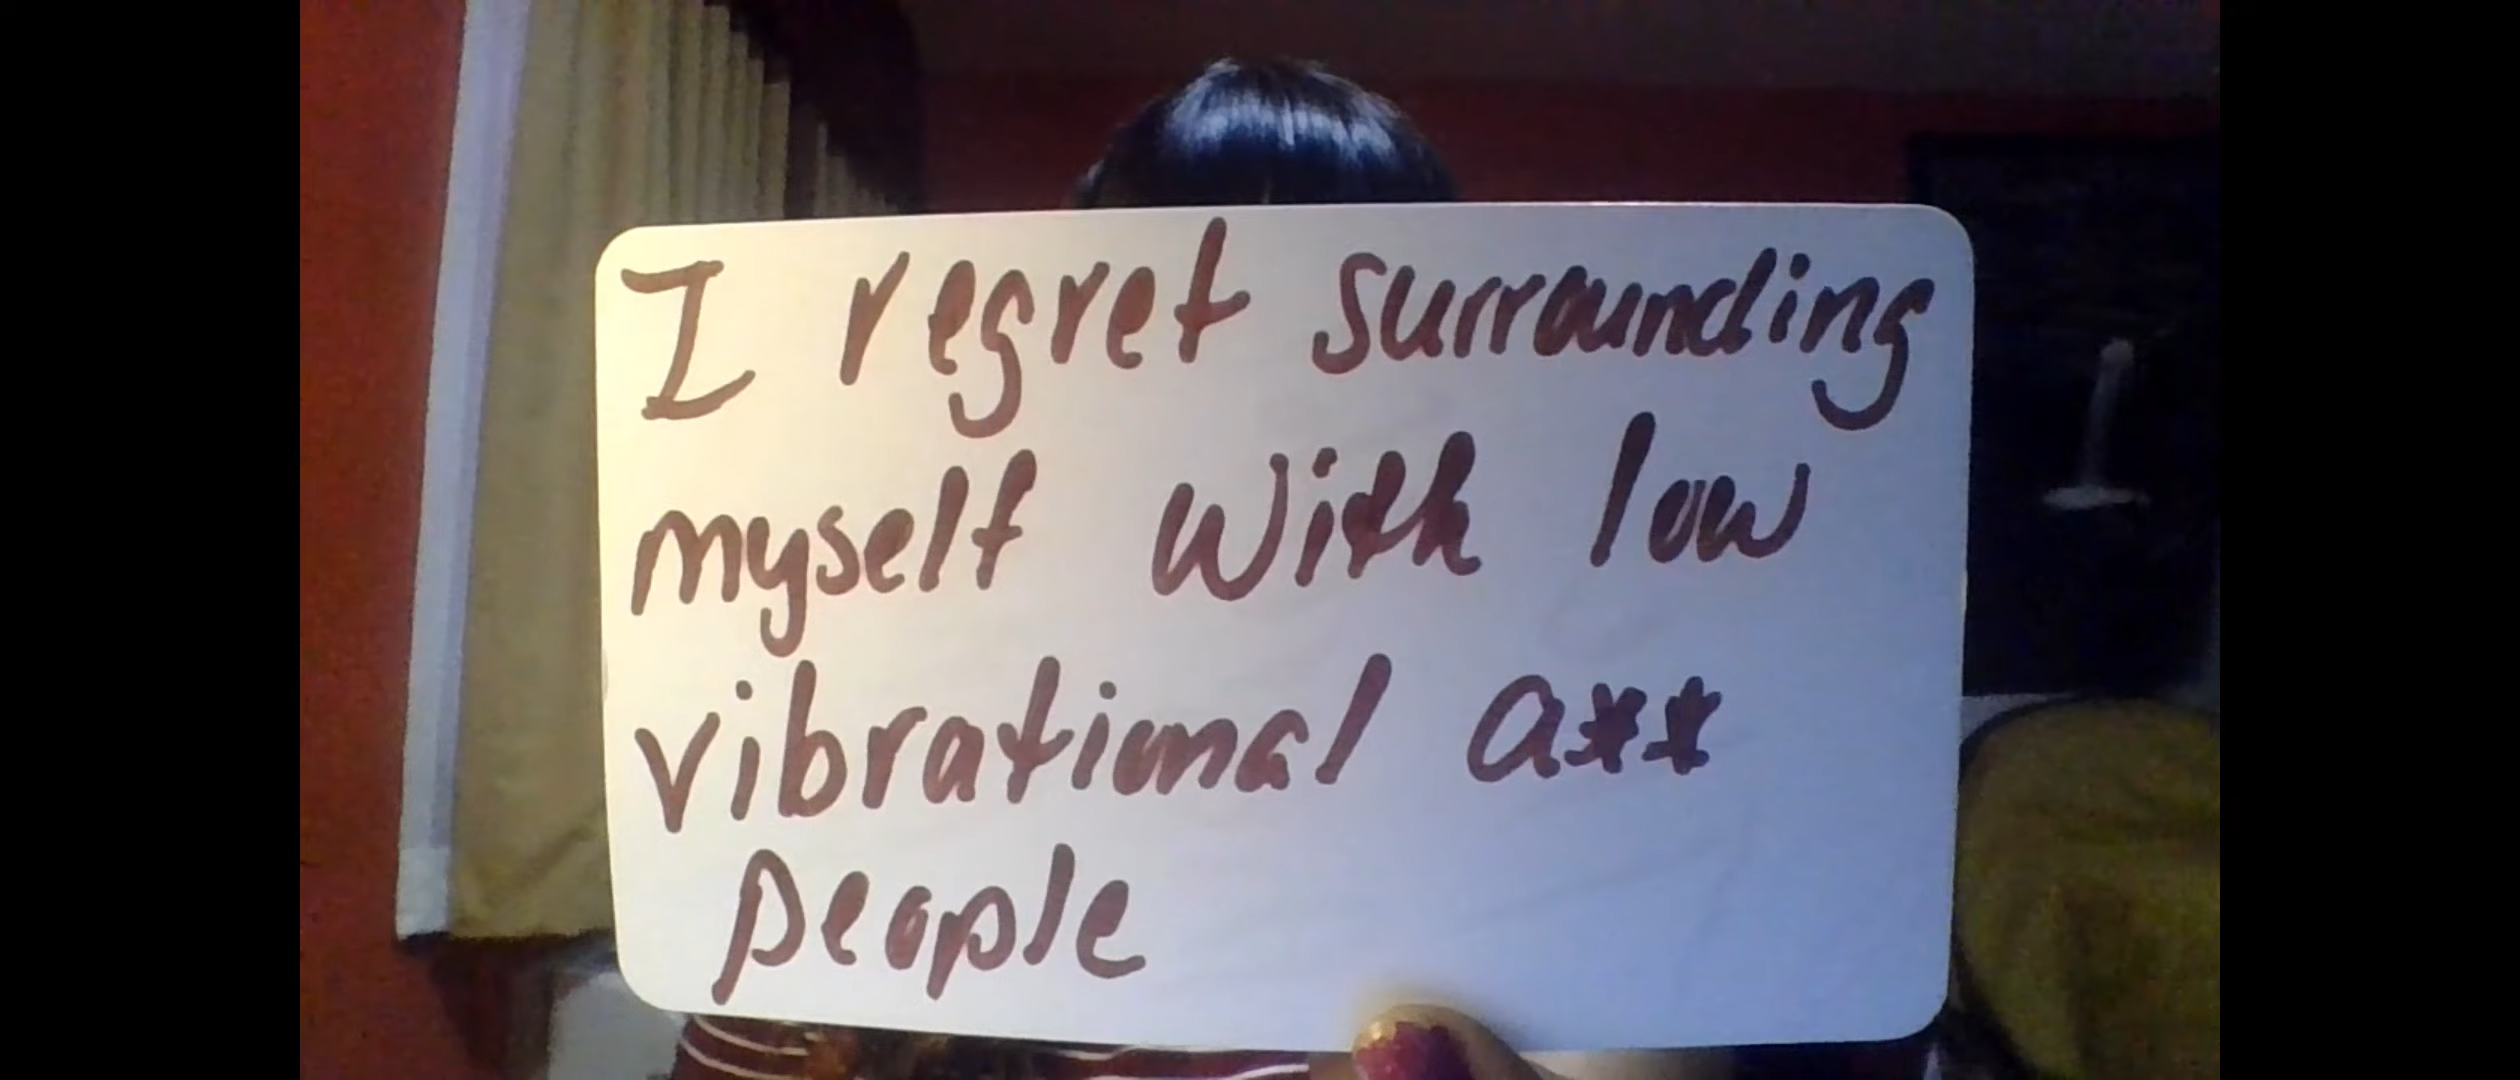 I regret surrounding
myself with low
vibrational a**
people